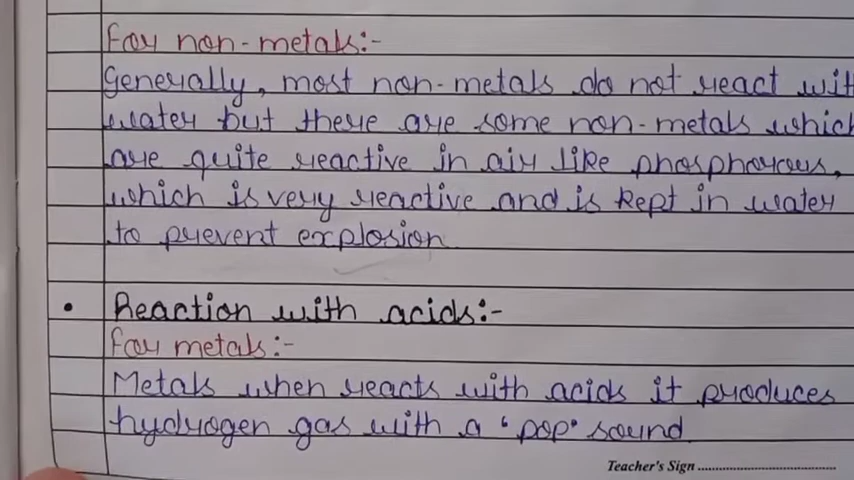 For non-metals:-
Generally, most non-metals do not react wit
water but there are some non-metals which
are quite reactive in air like phosphorous,
which is very reactive and is kept in water
to prevent explosion
• Reaction with acids:-
For metals:-
Metals when reacts with acids it produces
hydrogen gas with a 'pop' sound
Teacher's Sign ................................................